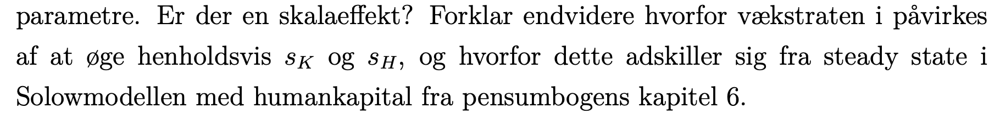 parametre. Er der en skalaeffekt? Forklar endvidere hvorfor vækstraten i påvirkes
af at øge henholdsvis s_K og s_H, og hvorfor dette adskiller sig fra steady state i
Solowmodellen med humankapital fra pensumbogens kapitel 6.